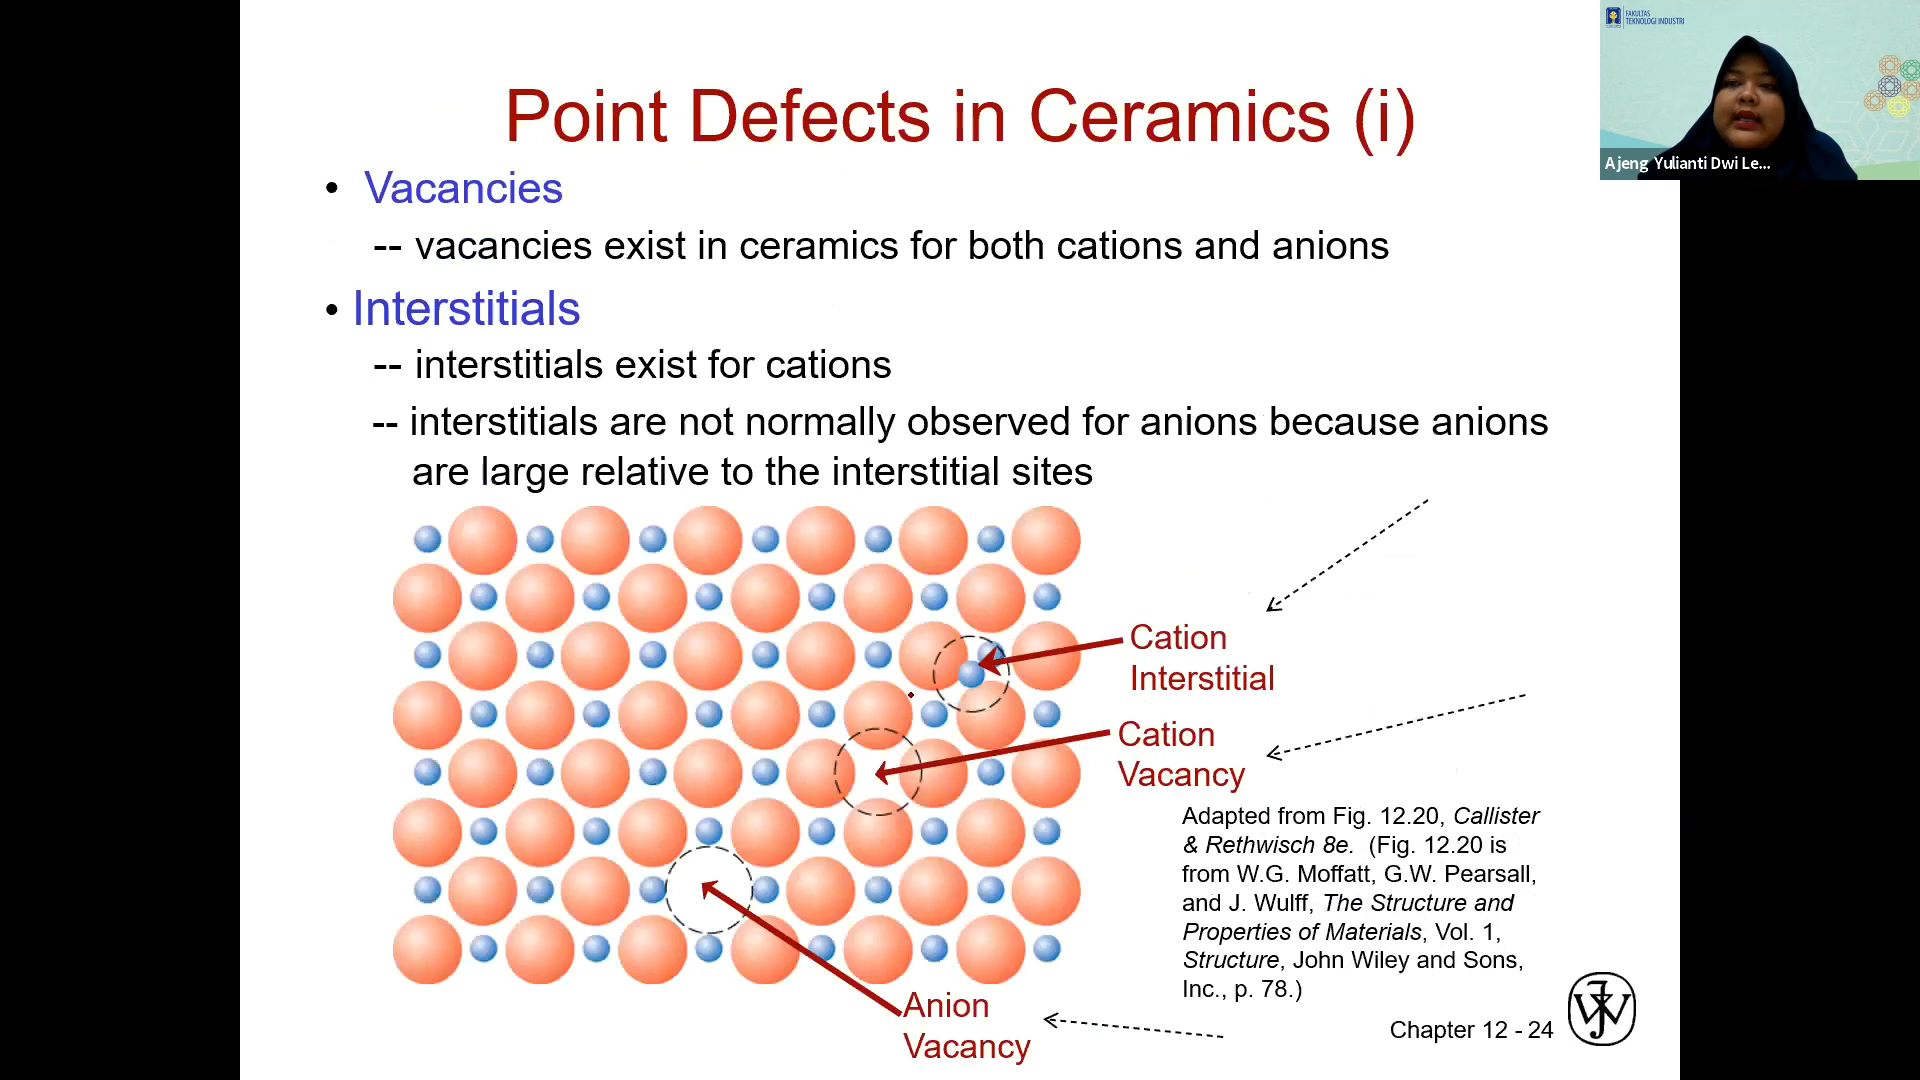 FAKULTAS
TEKNOLOGI INDUSTRI
Ajeng Yulianti Dwi Le...
Point Defects in Ceramics (i)
• Vacancies
-- vacancies exist in ceramics for both cations and anions
• Interstitials
-- interstitials exist for cations
-- interstitials are not normally observed for anions because anions
are large relative to the interstitial sites
Cation
Interstitial
Cation
Vacancy
Adapted from Fig. 12.20, Callister
& Rethwisch 8e. (Fig. 12.20 is
from W.G. Moffatt, G.W. Pearsall,
and J. Wulff, The Structure and
Properties of Materials, Vol. 1,
Structure, John Wiley and Sons,
Inc., p. 78.)
Anion
Vacancy
Chapter 12 - 24